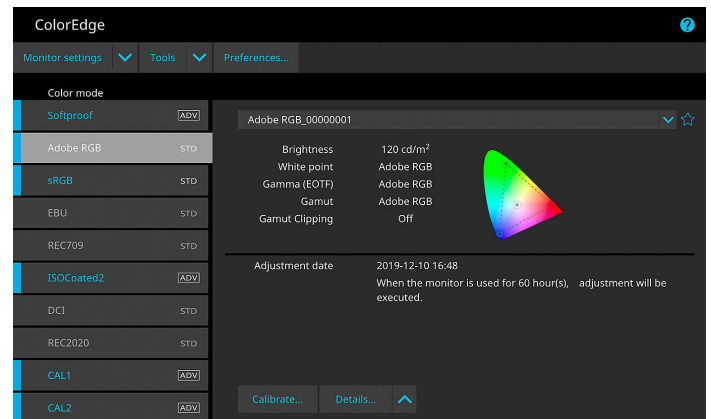 ColorEdge
?
Monitor settings Tools Preferences...
Color mode
Softproof ADV
Adobe RGB STD
sRGB STD
EBU STD
REC709 STD
ISOCoated2 ADV
DCI STD
REC2020 STD
CAL1 ADV
CAL2 ADV
Adobe RGB_00000001
Brightness 120 cd/m²
White point Adobe RGB
Gamma (EOTF) Adobe RGB
Gamut Adobe RGB
Gamut Clipping Off
Adjustment date 2019-12-10 16:48
When the monitor is used for 60 hour(s), adjustment will be
executed.
Calibrate... Details...